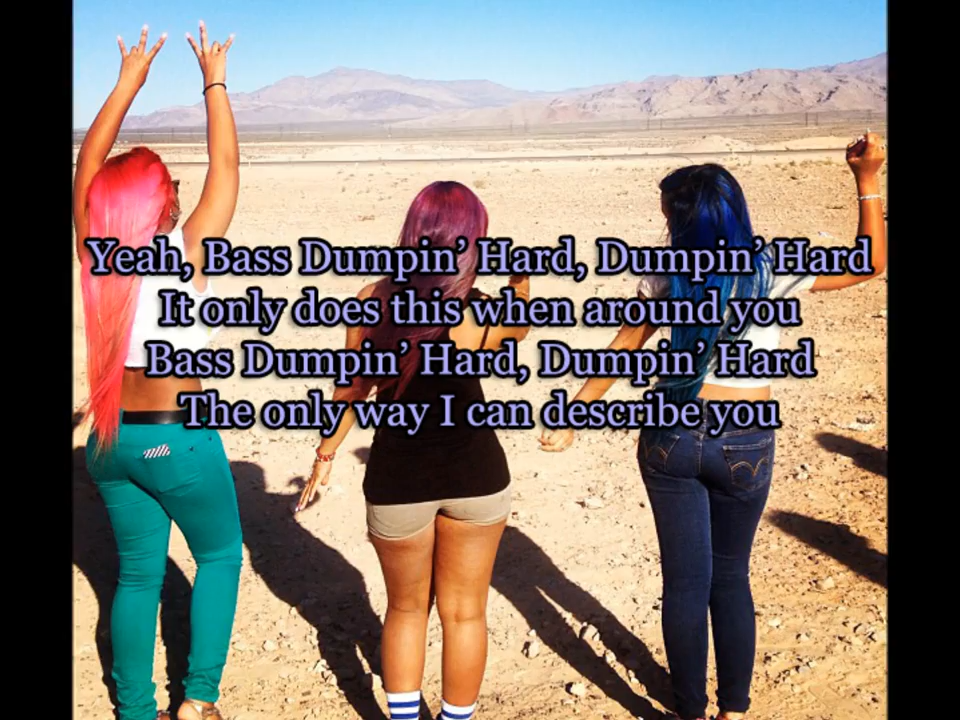 Yeah, Bass Dumpin’ Hard, Dumpin’ Hard
It only does this when around you
Bass Dumpin’ Hard, Dumpin’ Hard
The only way I can describe you